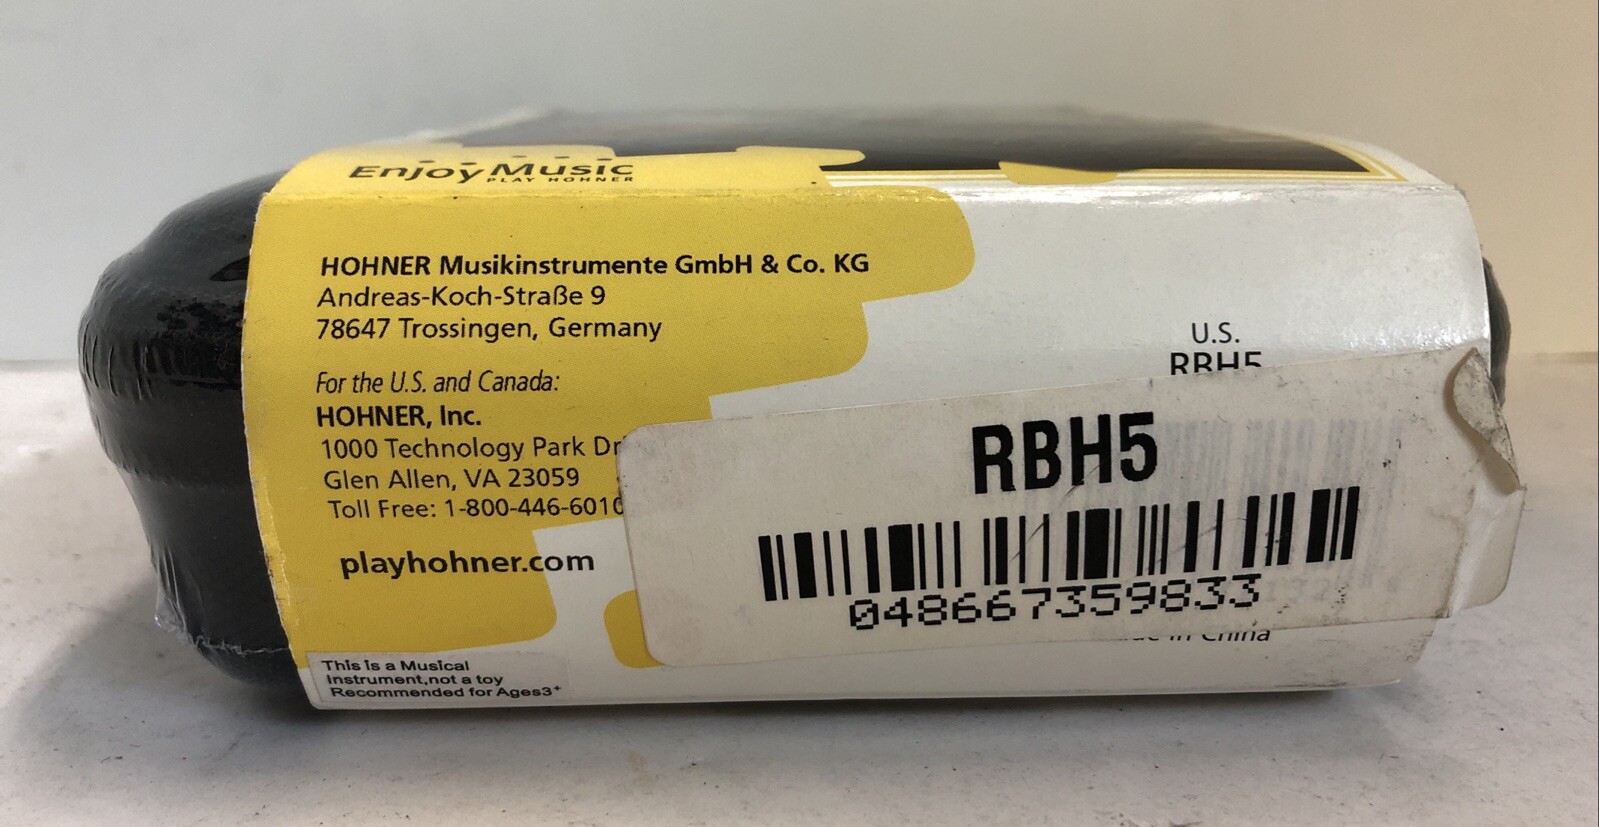 Enjoy Music
PLAY HOHNER
HOHNER Musikinstrumente GmbH & Co. KG
Andreas-Koch-Straße 9
78647 Trossingen, Germany
For the U.S. and Canada:
HOHNER, Inc.
1000 Technology Park Dr
Glen Allen, VA 23059
Toll Free: 1-800-446-6010
playhohner.com
This is a Musical
Instrument,not a toy
Recommended for Ages3+
U.S.
RBH5
RBH5
048667359833
in China